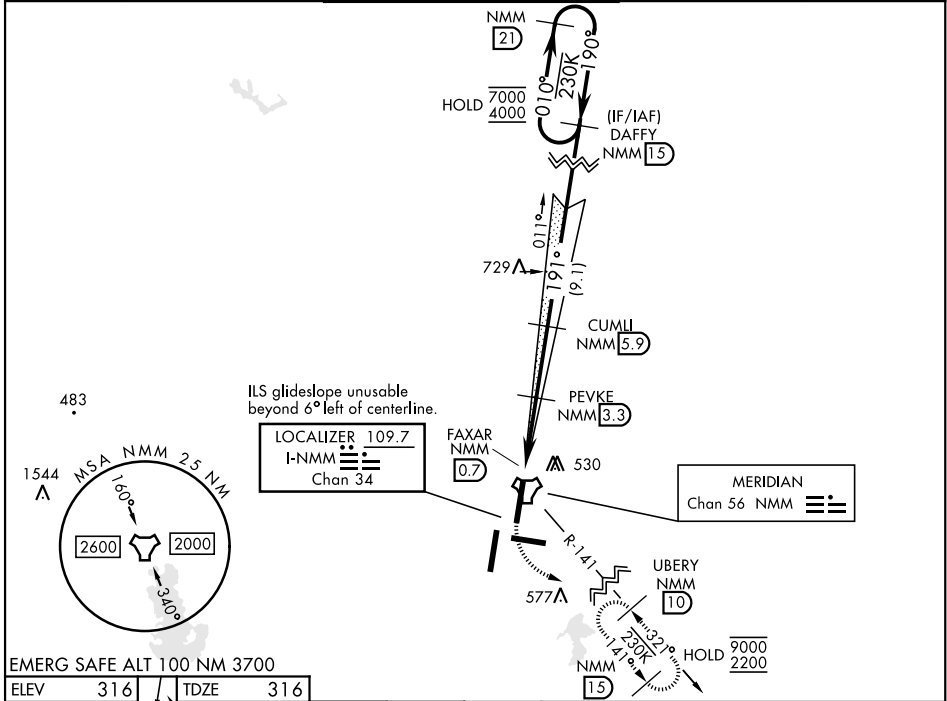 NMM
21
010°
230K
190°
HOLD 7000
4000
(IF/IAF)
DAFFY
NMM 15
011°
729
191°
(9.1)
CUMLI
NMM 5.9
483
ILS glideslope unusable
beyond 6° left of centerline.
PEVKE
NMM 3.3
LOCALIZER 109.7
I-NMM
Chan 34
FAXAR
NMM
0.7
530
1544
MSA NMM 25 NM
160°
2600
2000
340°
MERIDIAN
Chan 56 NMM
R-141
577
UBERY
NMM
10
321°
230K
141°
HOLD 9000
2200
NMM
15
EMERG SAFE ALT 100 NM 3700
ELEV 316
TDZE 316